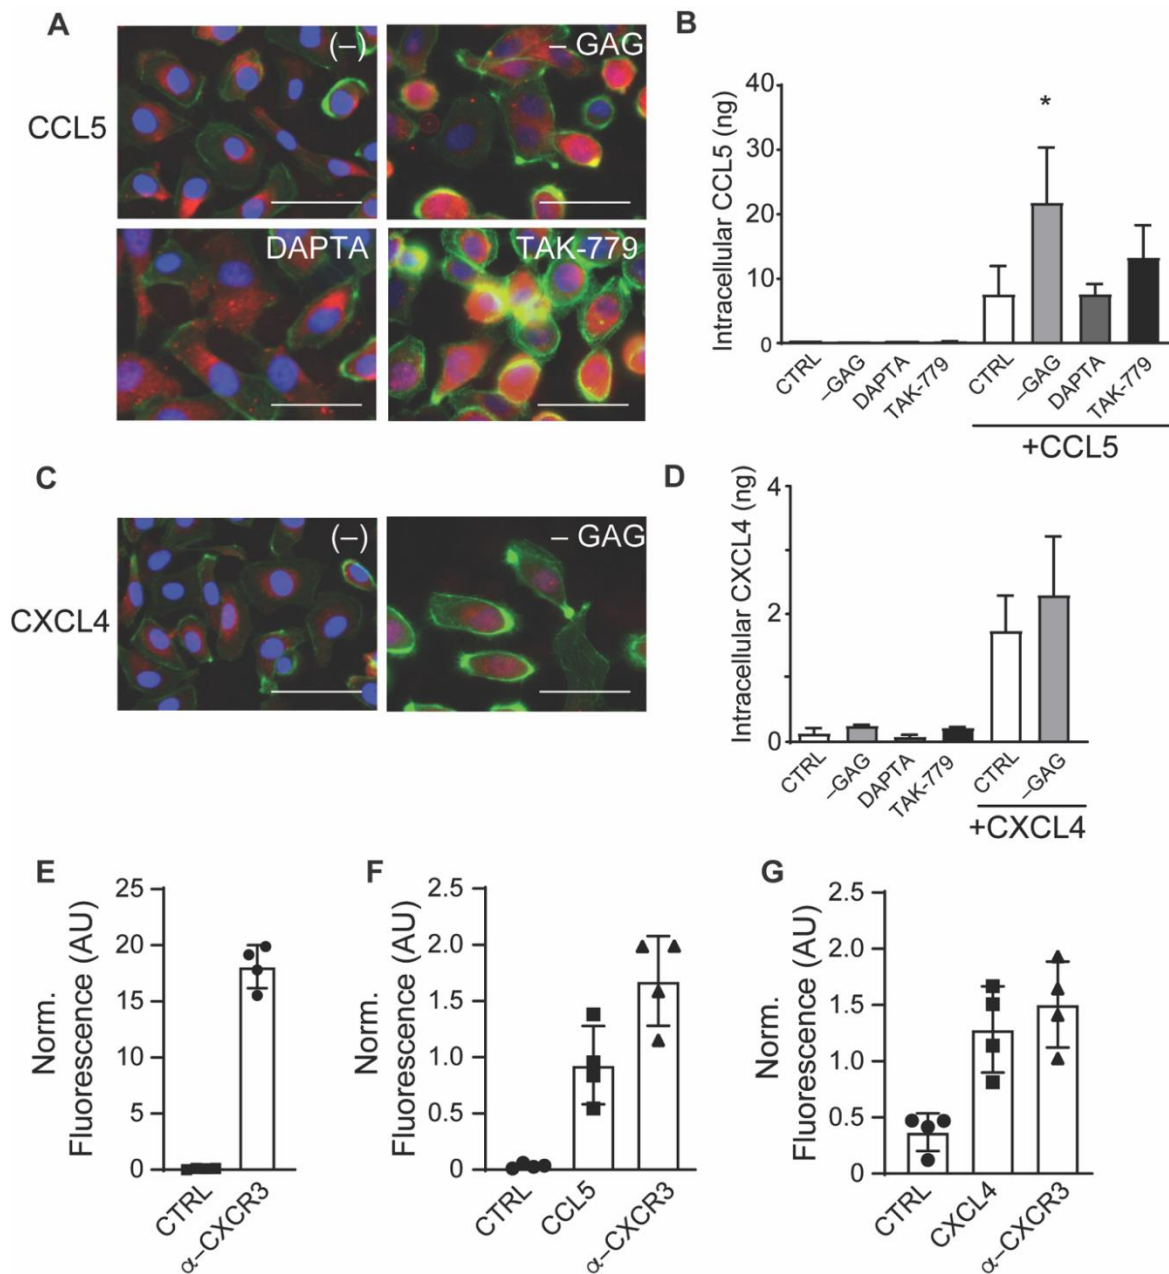 A
(–)
– GAG
CCL5
DAPTA
TAK-779
B
Intracellular CCL5 (ng)
40
30
20
10
0
*
CTRL
–GAG
DAPTA
TAK-779
CTRL
–GAG
DAPTA
TAK-779
+CCL5
C
(–)
– GAG
CXCL4
D
Intracellular CXCL4 (ng)
4
2
0
CTRL
–GAG
DAPTA
TAK-779
CTRL
–GAG
+CXCL4
E
Norm.
Fluorescence (AU)
25
20
15
10
5
0
CTRL
α–CXCR3
F
Norm.
Fluorescence (AU)
2.5
2.0
1.5
1.0
0.5
0
CTRL
CCL5
α–CXCR3
G
Norm.
Fluorescence (AU)
2.5
2.0
1.5
1.0
0.5
0
CTRL
CXCL4
α–CXCR3